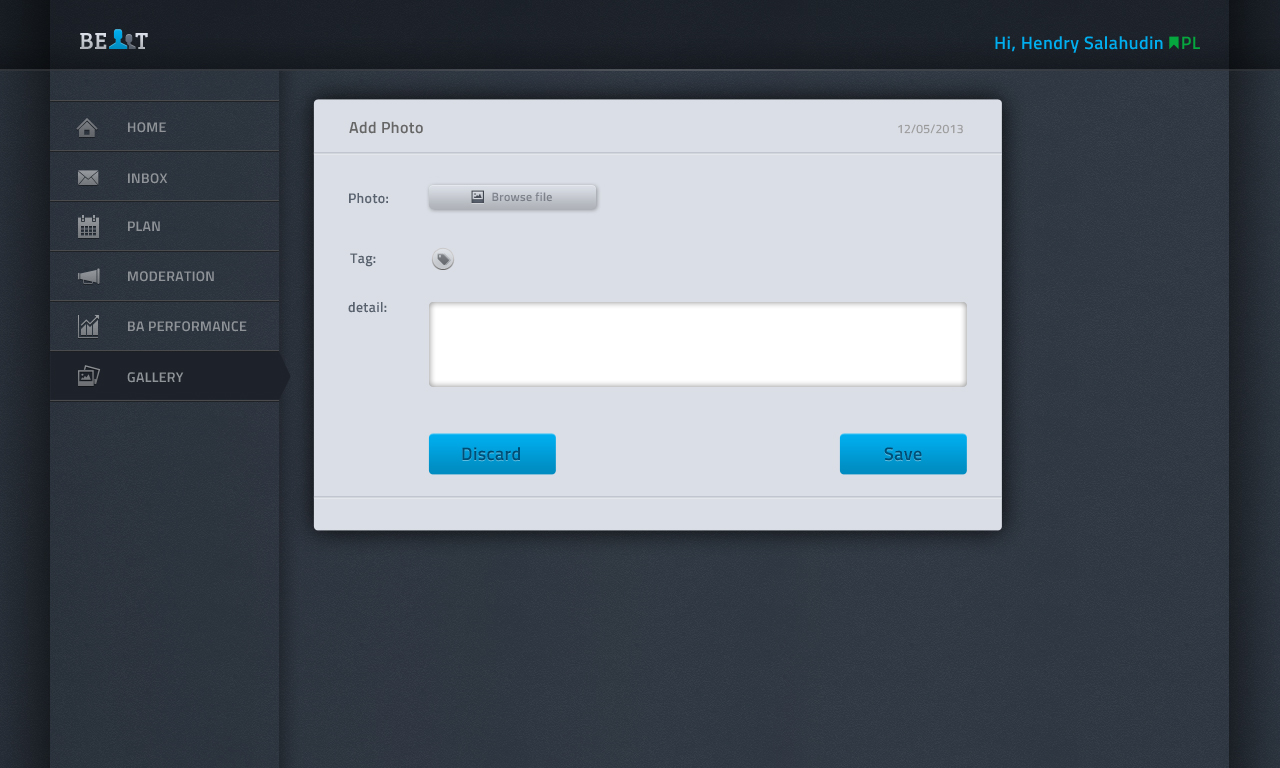 BE T
Hi, Hendry Salahudin PL
HOME
INBOX
PLAN
MODERATION
BA PERFORMANCE
GALLERY
Add Photo
12/05/2013
Photo:
Browse file
Tag:
detail:
Discard
Save